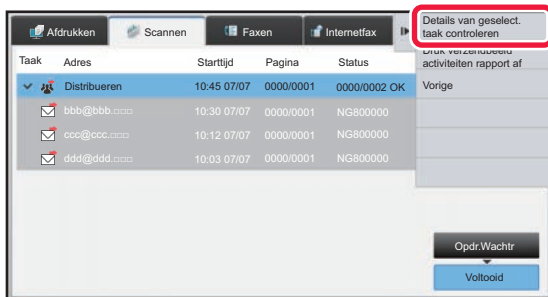 Afdrukken Scannen Faxen Internetfax
Details van geselect.
taak controleren
Druk verzendbeeld
activiteiten rapport af
Vorige
Taak Adres Starttijd Pagina Status
Distribueren 10:45 07/07 0000/0001 0000/0002 OK
bbb@bbb.□□□ 10:30 07/07 0000/0001 NG800000
ccc@ccc.□□□ 10:12 07/07 0000/0001 NG800000
ddd@ddd.□□□ 10:03 07/07 0000/0001 NG800000
Opdr.Wachtr
Voltooid